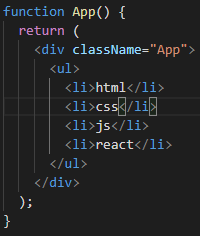 function App() {
  return (
    <div className="App">
      <ul>
        <li>html</li>
        <li>css</li>
        <li>js</li>
        <li>react</li>
      </ul>
    </div>
  );
}